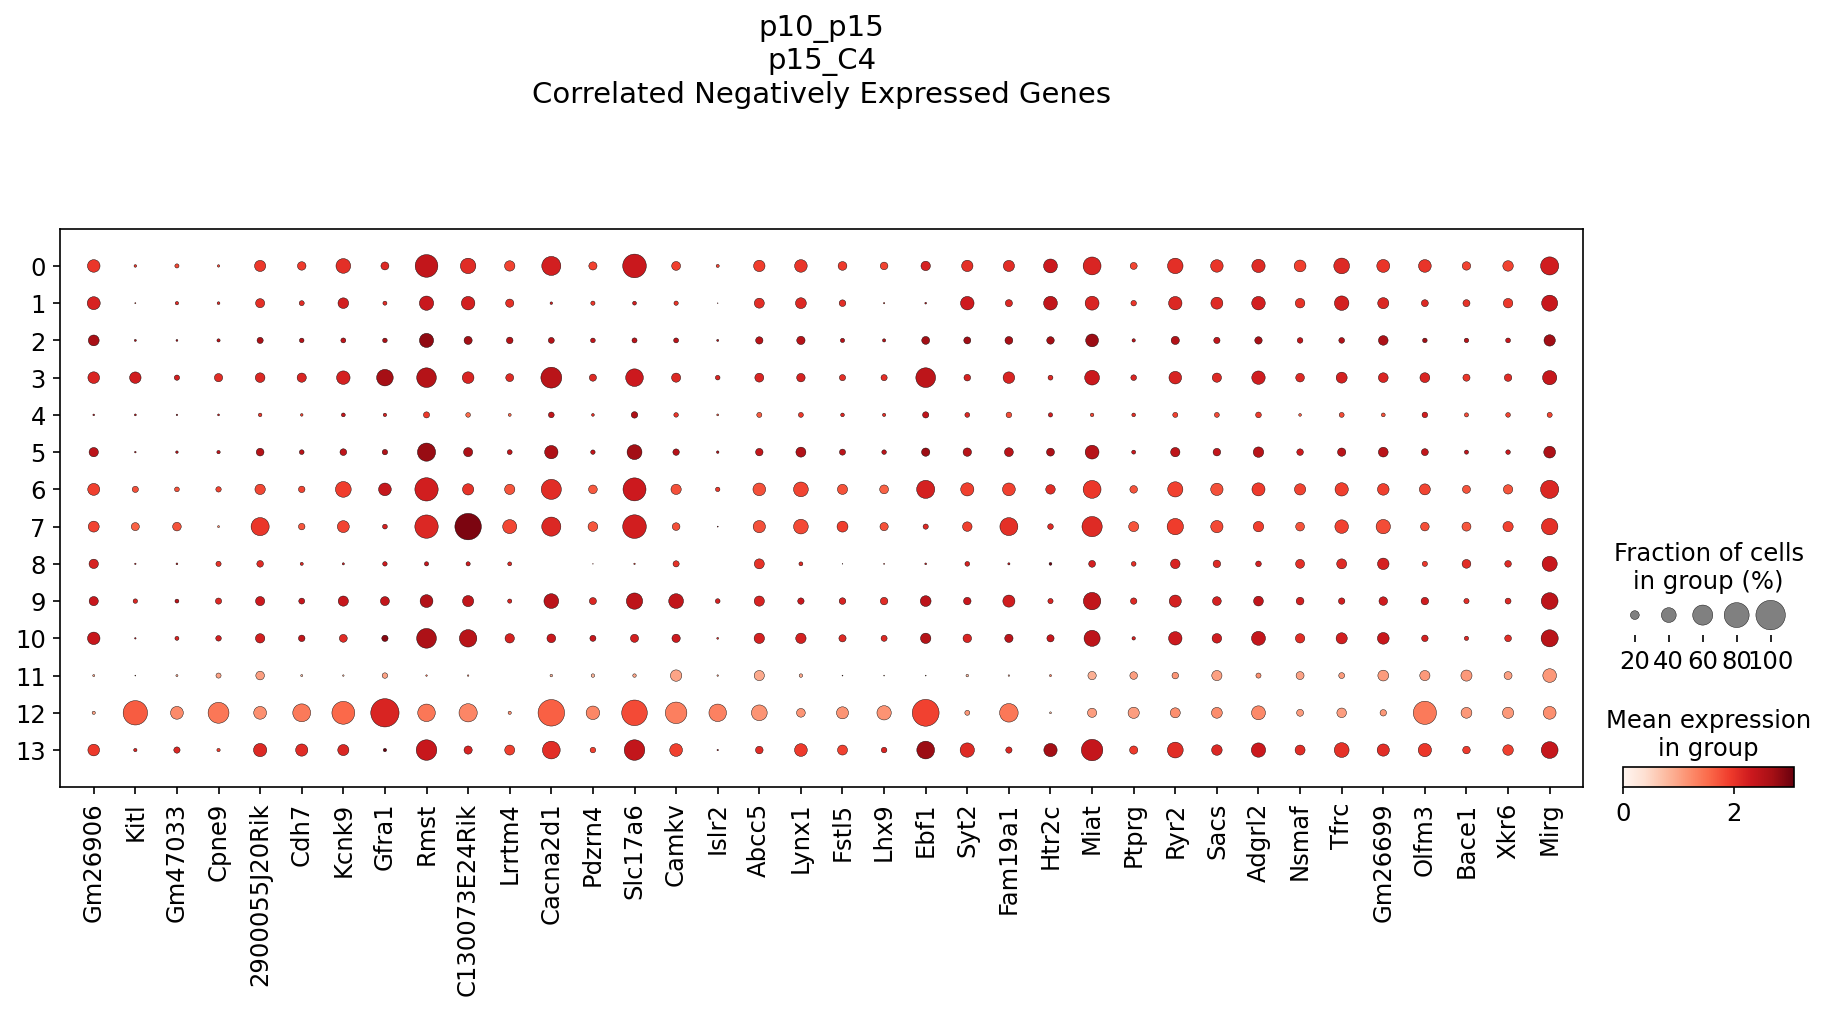 p10_p15
p15_C4
Correlated Negatively Expressed Genes
0
1
2
3
4
5
6
7
8
9
10
11
12
13
Gm26906
Kitl
Gm47033
Cpne9
2900055J20Rik
Cdh7
Kcnk9
Gfra1
Rmst
C130073E24Rik
Lrrtm4
Cacna2d1
Pdzrn4
Slc17a6
Camkv
Islr2
Abcc5
Lynx1
Fstl5
Lhx9
Ebf1
Syt2
Fam19a1
Htr2c
Miat
Ptprg
Ryr2
Sacs
Adgrl2
Nsmaf
Tfrc
Gm26699
Olfm3
Bace1
Xkr6
Mirg
Fraction of cells
in group (%)
20 40 60 80 100
Mean expression
in group
0 2